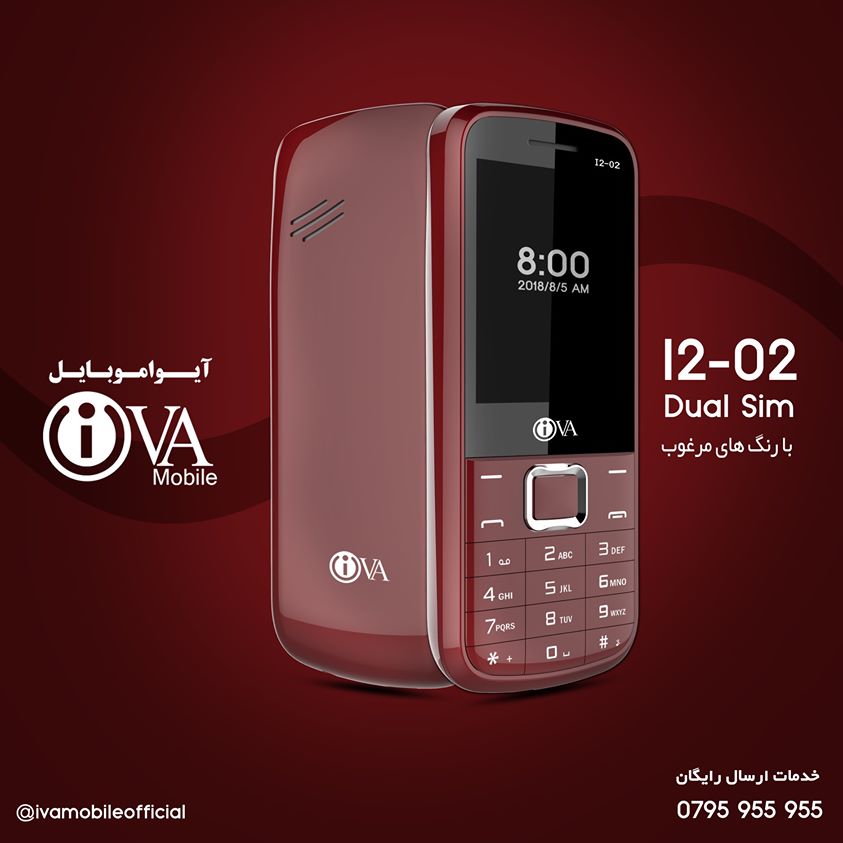 آیواموبایل
iVA
Mobile
I2-02
8:00
2018/8/5 AM
iVA
1
2 ABC
3 DEF
4 GHI
5 JKL
6 MNO
7 PQRS
8 TUV
9 WXYZ
* +
0
#
iVA
I2-02
Dual Sim
با رنگ های مرغوب
خدمات ارسال رایگان
0795 955 955
@ivamobileofficial